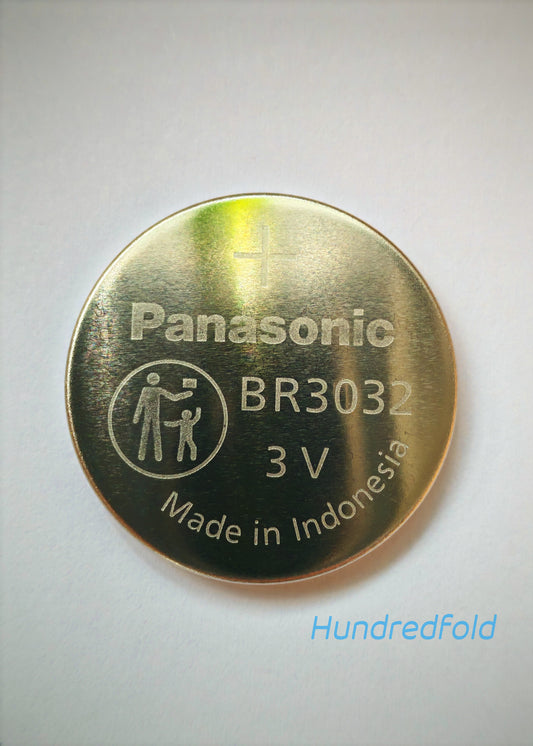 +
Panasonic
BR3032
3 V
Made in Indonesia
Hundredfold